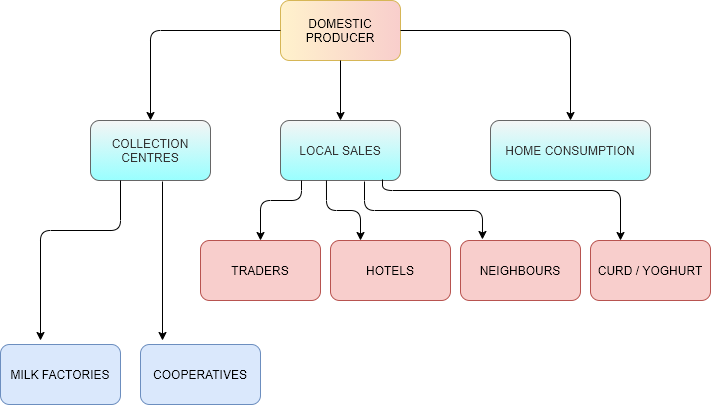 DOMESTIC
PRODUCER
COLLECTION
CENTRES
LOCAL SALES
HOME CONSUMPTION
TRADERS
HOTELS
NEIGHBOURS
CURD / YOGHURT
MILK FACTORIES
COOPERATIVES